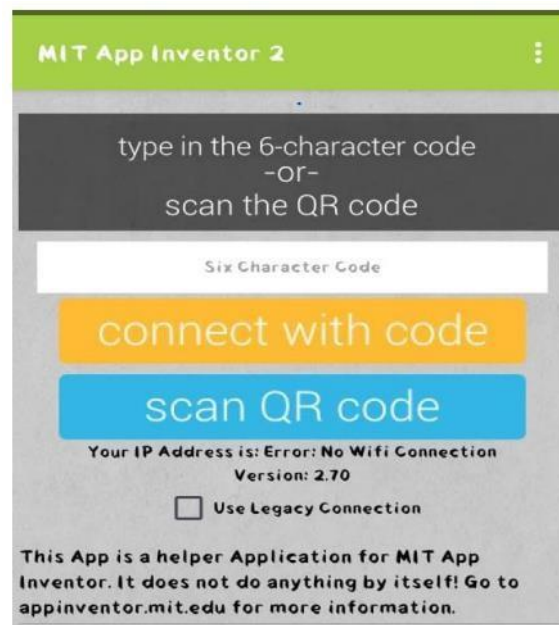 MIT App Inventor 2
type in the 6-character code
-or-
scan the QR code
Six Character Code
connect with code
scan QR code
Your IP Address is: Error: No Wifi Connection
Version: 2.70
Use Legacy Connection
This App is a helper Application for MIT App
Inventor. It does not do anything by itself! Go to
appinventor.mit.edu for more information.